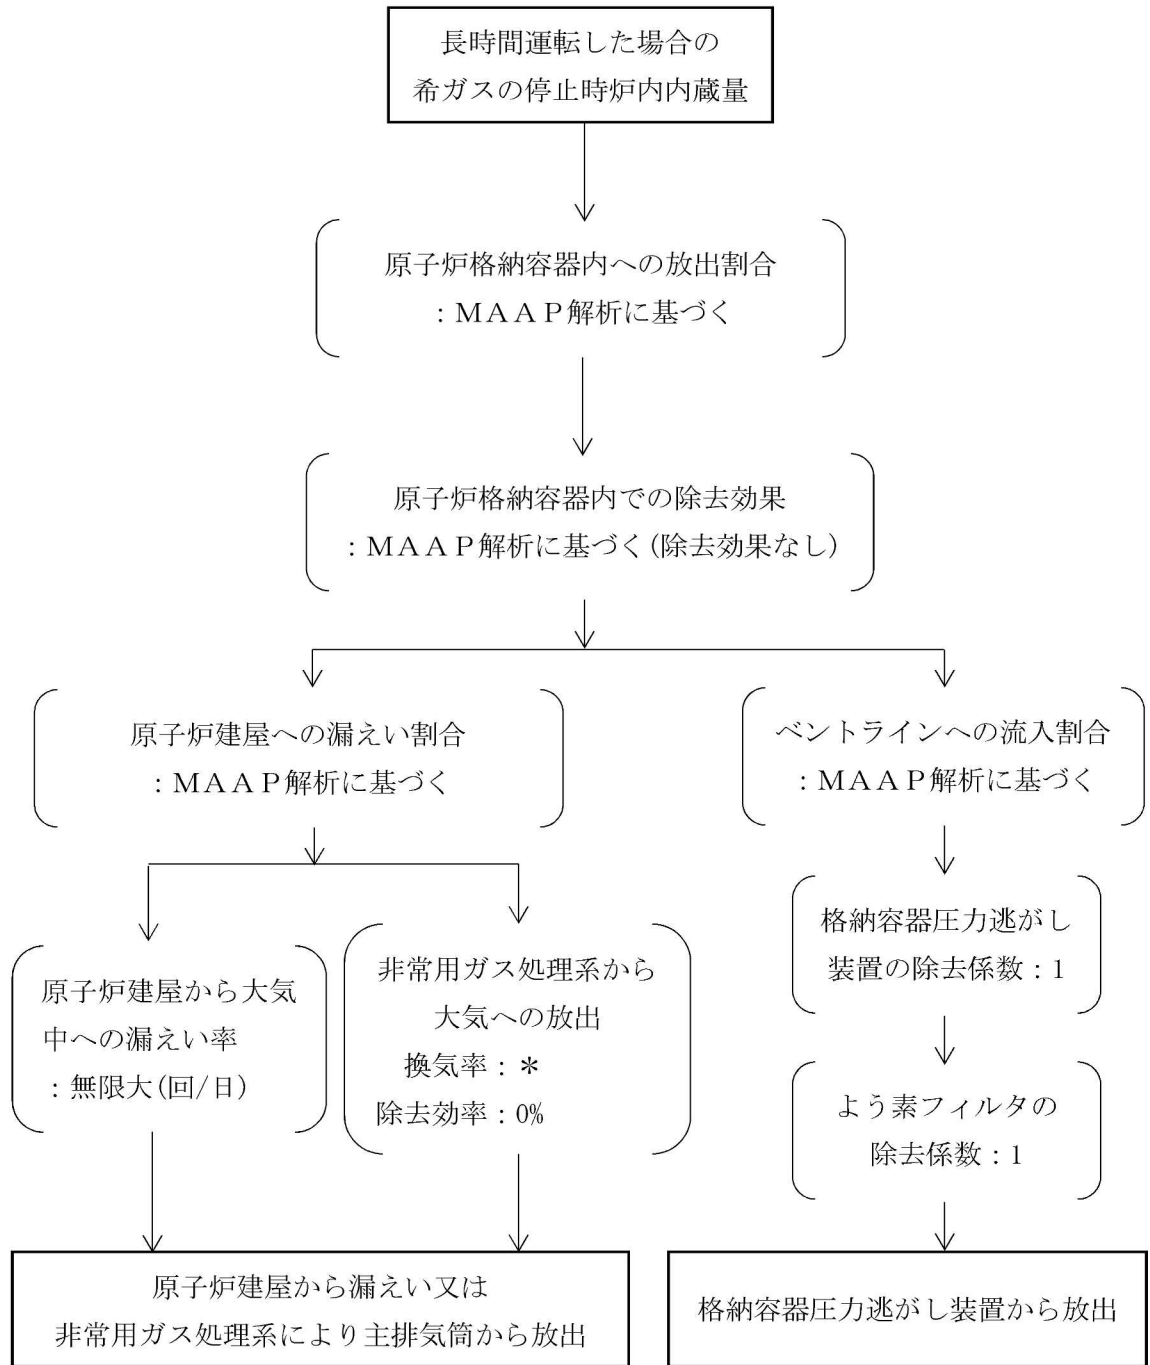 長時間運転した場合の
希ガスの停止時炉内内蔵量
原子炉格納容器内への放出割合
：ＭＡＡＰ解析に基づく
原子炉格納容器内での除去効果
：ＭＡＡＰ解析に基づく(除去効果なし)
原子炉建屋への漏えい割合
：ＭＡＡＰ解析に基づく
ベントラインへの流入割合
：ＭＡＡＰ解析に基づく
原子炉建屋から大気
中への漏えい率
：無限大(回/日)
非常用ガス処理系から
大気への放出
換気率：＊
除去効率：0%
格納容器圧力逃がし
装置の除去係数：1
よう素フィルタの
除去係数：1
原子炉建屋から漏えい又は
非常用ガス処理系により主排気筒から放出
格納容器圧力逃がし装置から放出